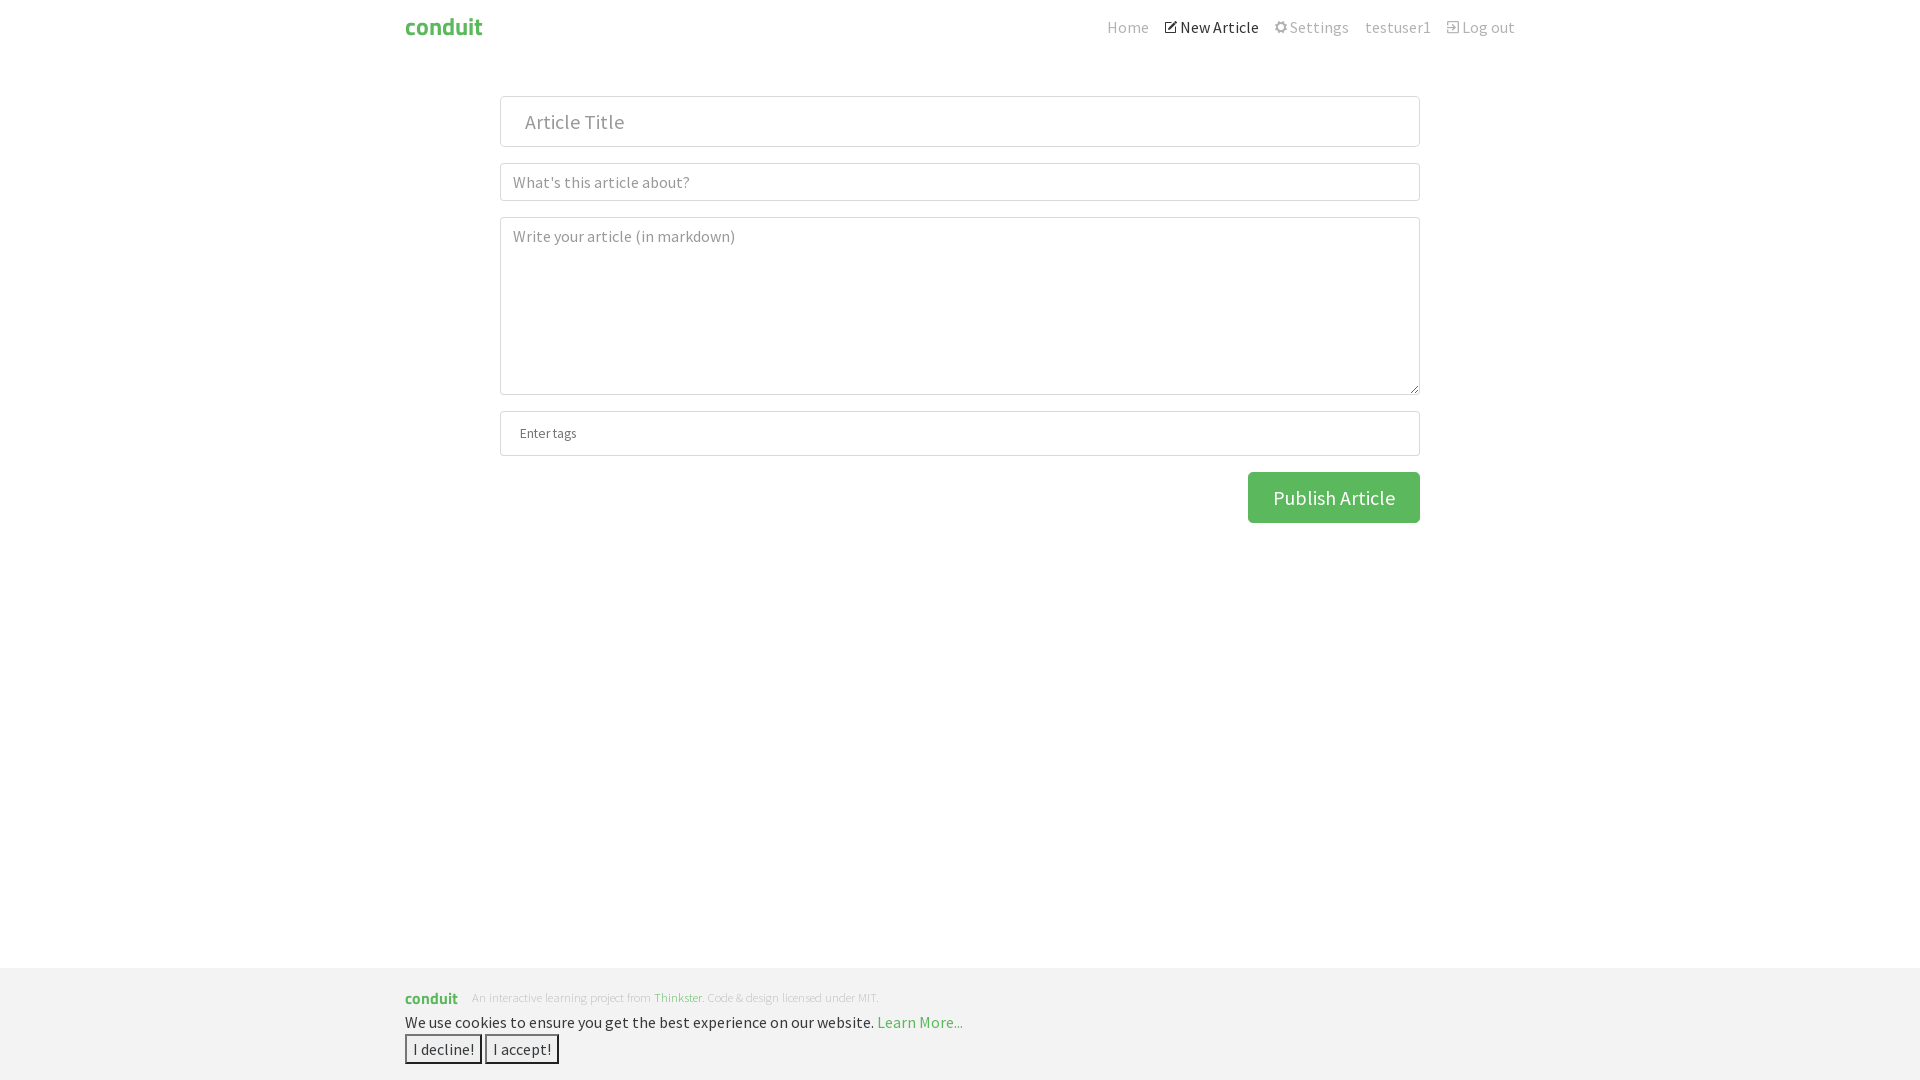 conduit
Home New Article Settings testuser1 Log out
Article Title
What's this article about?
Write your article (in markdown)
Enter tags
Publish Article
conduit An interactive learning project from Thinkster. Code & design licensed under MIT.
We use cookies to ensure you get the best experience on our website. Learn More...
I decline! I accept!